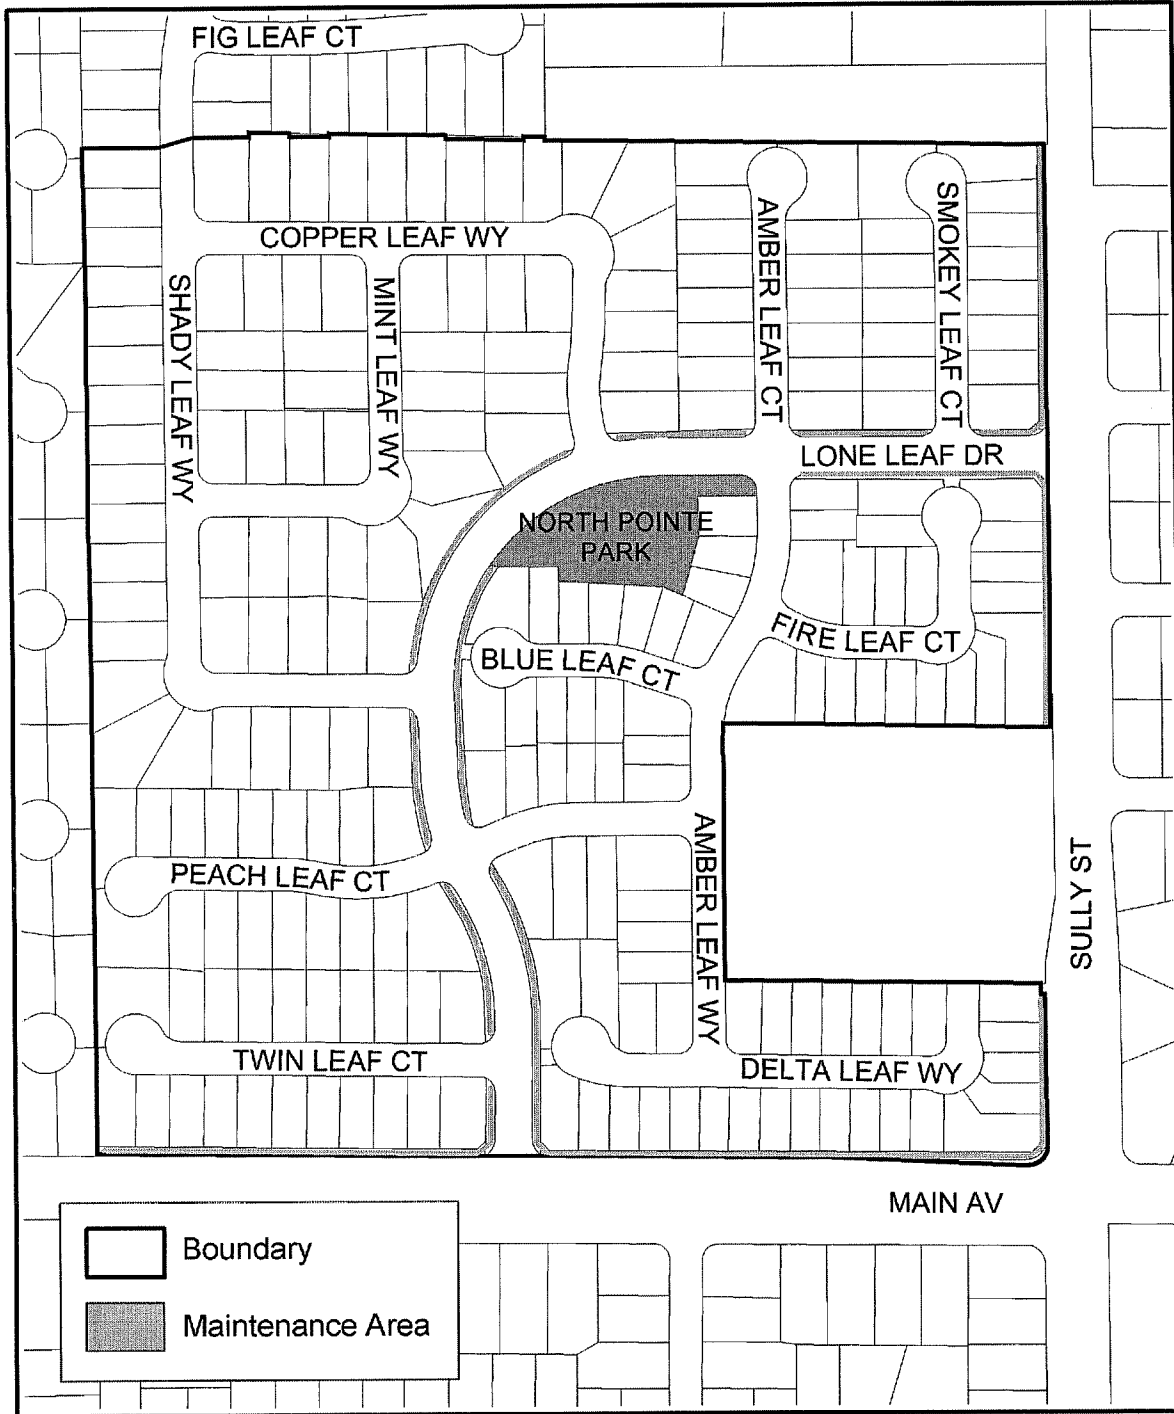 FIG LEAF CT
COPPER LEAF WY
AMBER LEAF CT
SMOKEY LEAF CT
SHADY LEAF WY
MINT LEAF WY
LONE LEAF DR
NORTH POINTE
PARK
FIRE LEAF CT
BLUE LEAF CT
AMBER LEAF WY
SULLY ST
PEACH LEAF CT
TWIN LEAF CT
DELTA LEAF WY
MAIN AV
Boundary
Maintenance Area